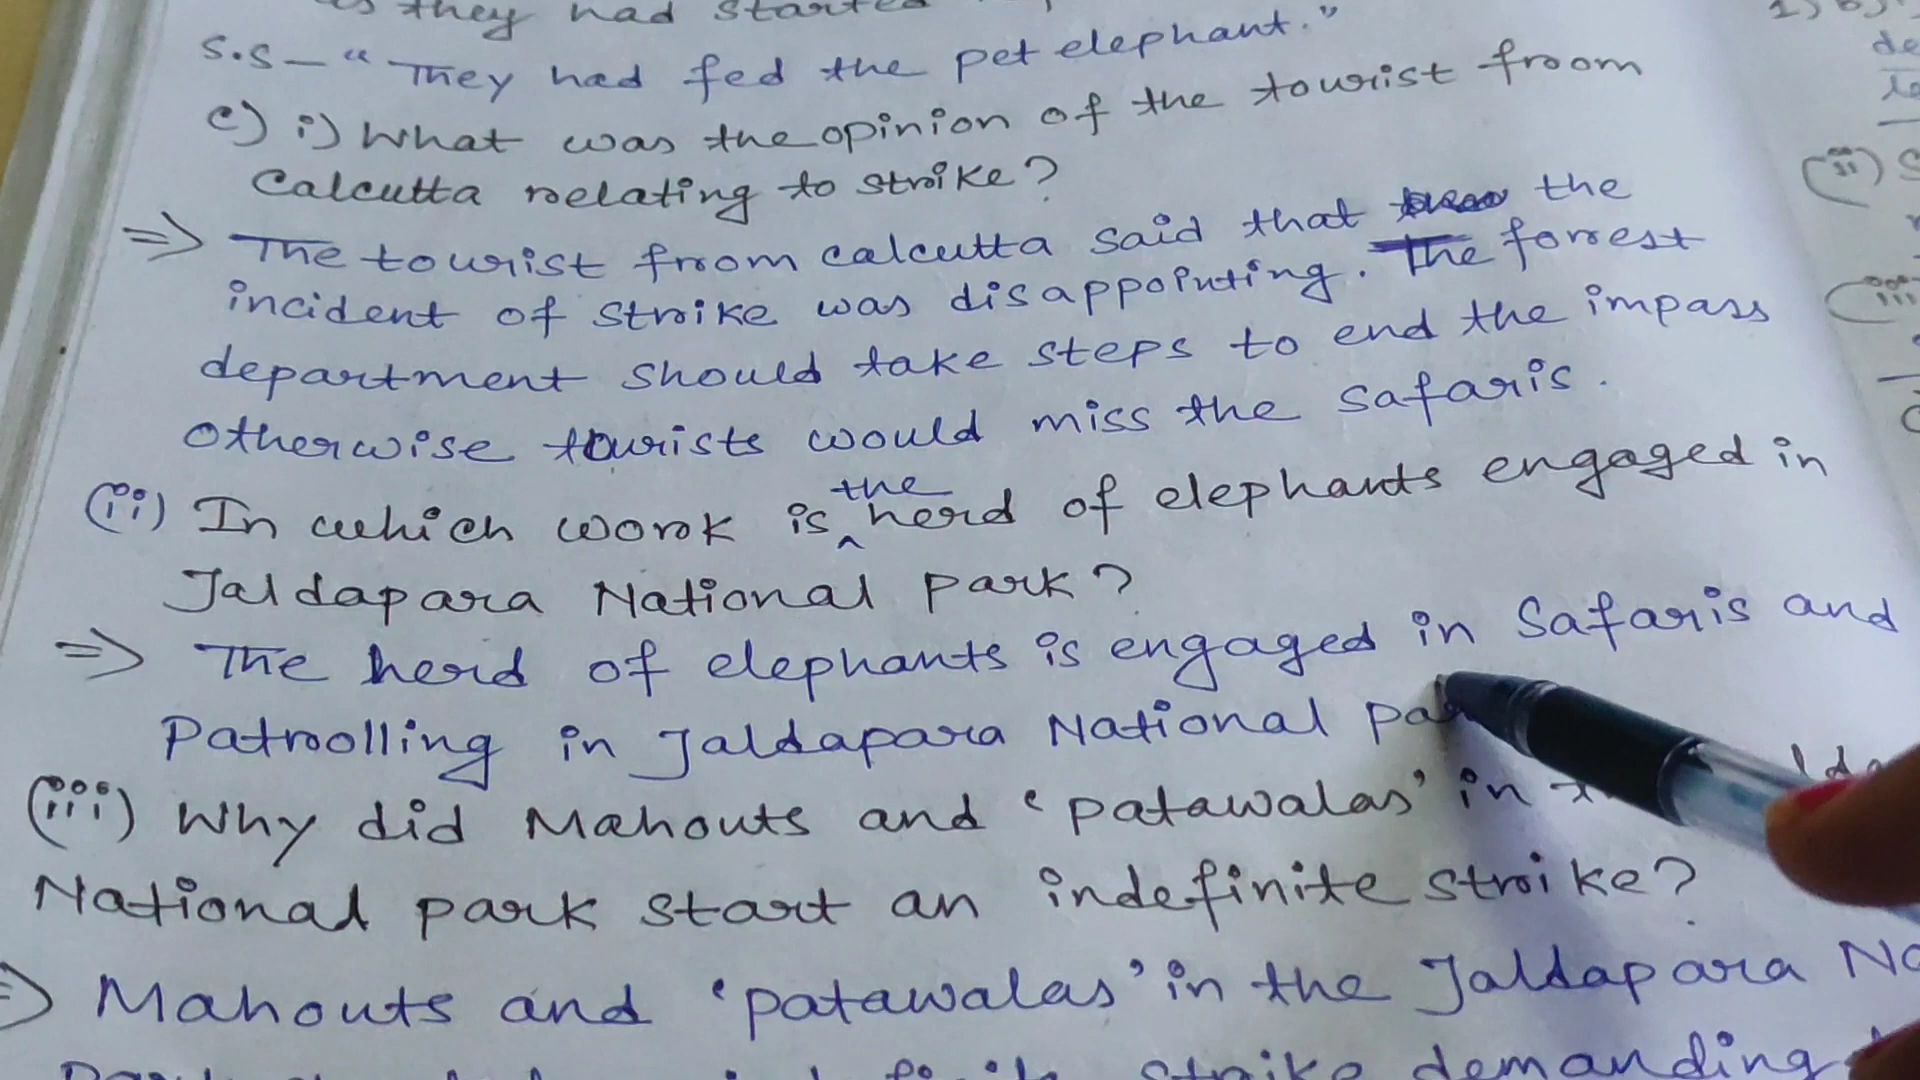 they had started
S.S – "They had fed the pet elephant."
c) i) What was the opinion of the tourist from
Calcutta relating to strike?
⇒ The tourist from calcutta said that the
incident of strike was disappointing. The forrest
department should take steps to end the impass
otherwise tourists would miss the safaris.
(ii) In which work is the herd of elephants engaged in
Jaldapara National park?
⇒ The herd of elephants is engaged in Safaris and
Patrolling in Jaldapara National pa
(iii) Why did Mahouts and 'patawalas' in
National park start an indefinite strike?
⇒ Mahouts and 'patawalas' in the Jaldapara Na
strike demanding